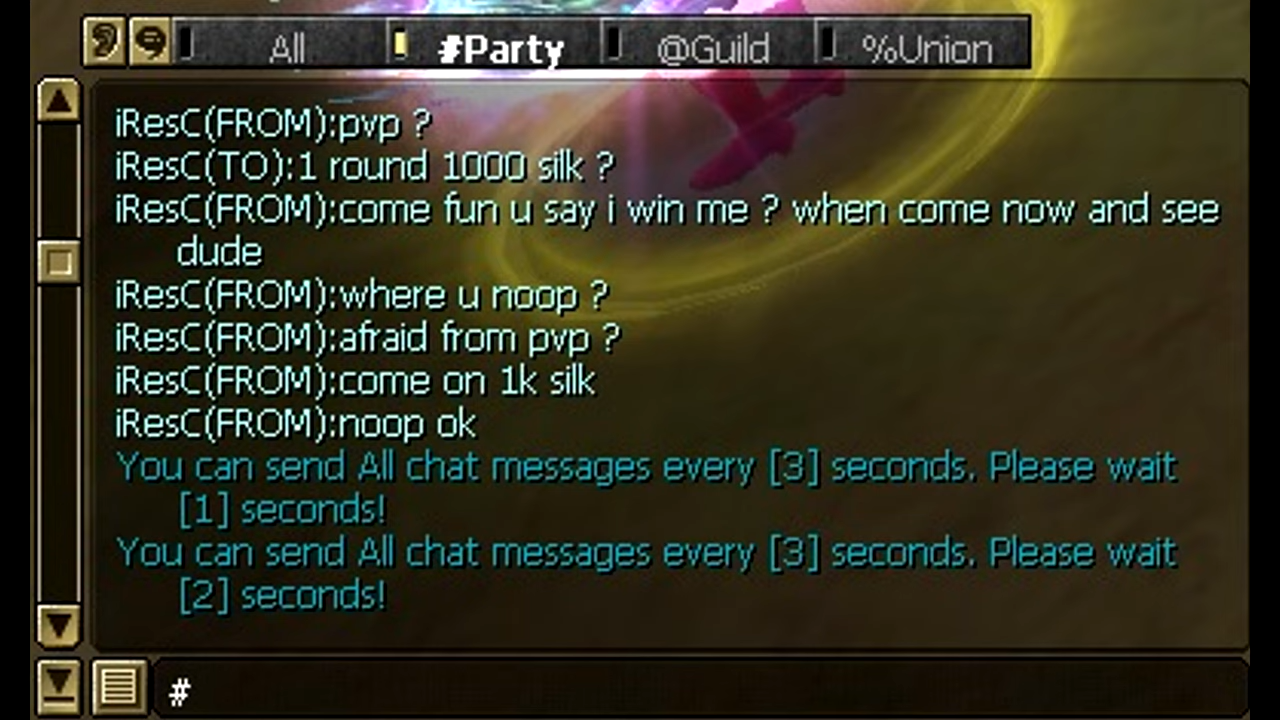 All #Party @Guild %Union
iResC(FROM):pvp ?
iResC(TO):1 round 1000 silk ?
iResC(FROM):come fun u say i win me ? when come now and see
dude
iResC(FROM):where u noop ?
iResC(FROM):afraid from pvp ?
iResC(FROM):come on 1k silk
iResC(FROM):noop ok
You can send All chat messages every [3] seconds. Please wait
[1] seconds!
You can send All chat messages every [3] seconds. Please wait
[2] seconds!
#